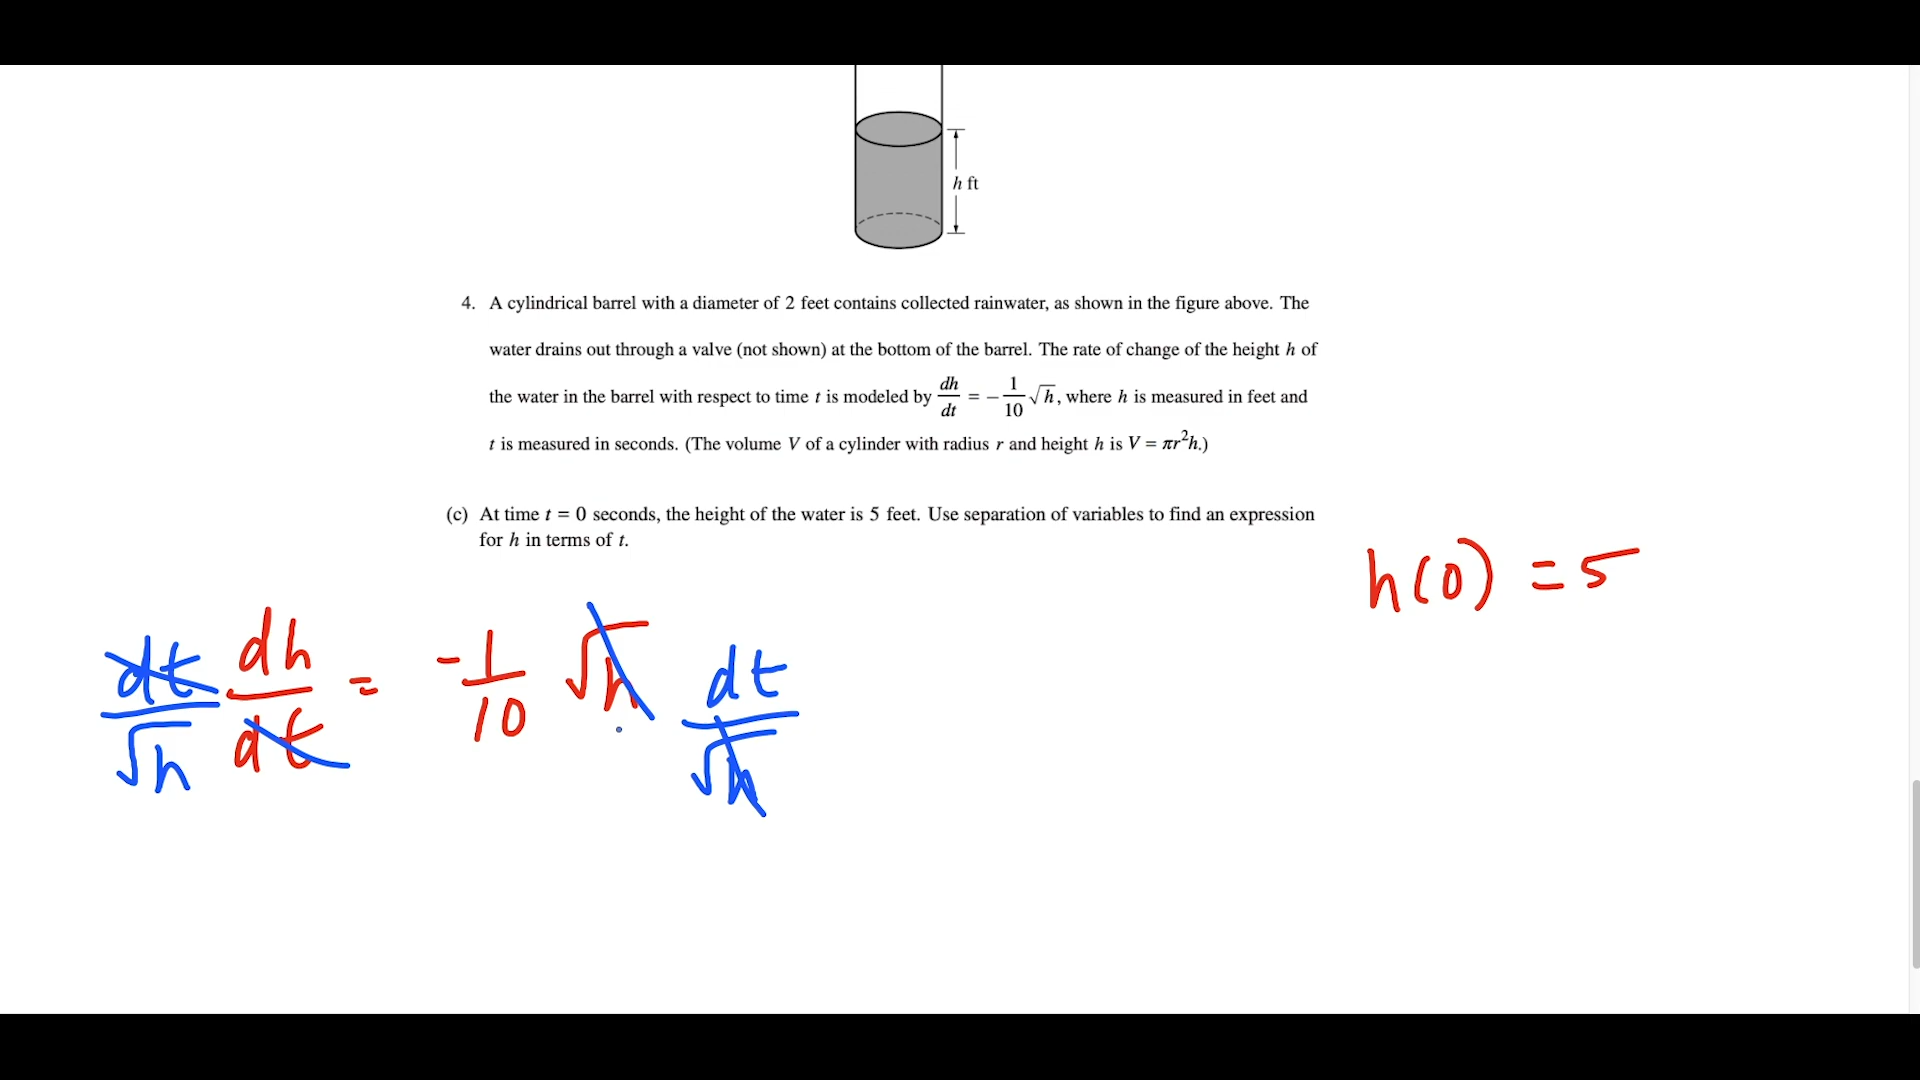 h ft
4. A cylindrical barrel with a diameter of 2 feet contains collected rainwater, as shown in the figure above. The
water drains out through a valve (not shown) at the bottom of the barrel. The rate of change of the height h of
the water in the barrel with respect to time t is modeled by dh/dt = -1/10 √h, where h is measured in feet and
t is measured in seconds. (The volume V of a cylinder with radius r and height h is V = πr²h.)
(c) At time t = 0 seconds, the height of the water is 5 feet. Use separation of variables to find an expression
for h in terms of t.
h(0) = 5
dt/√h dh/dt = -1/10 √h dt/√h